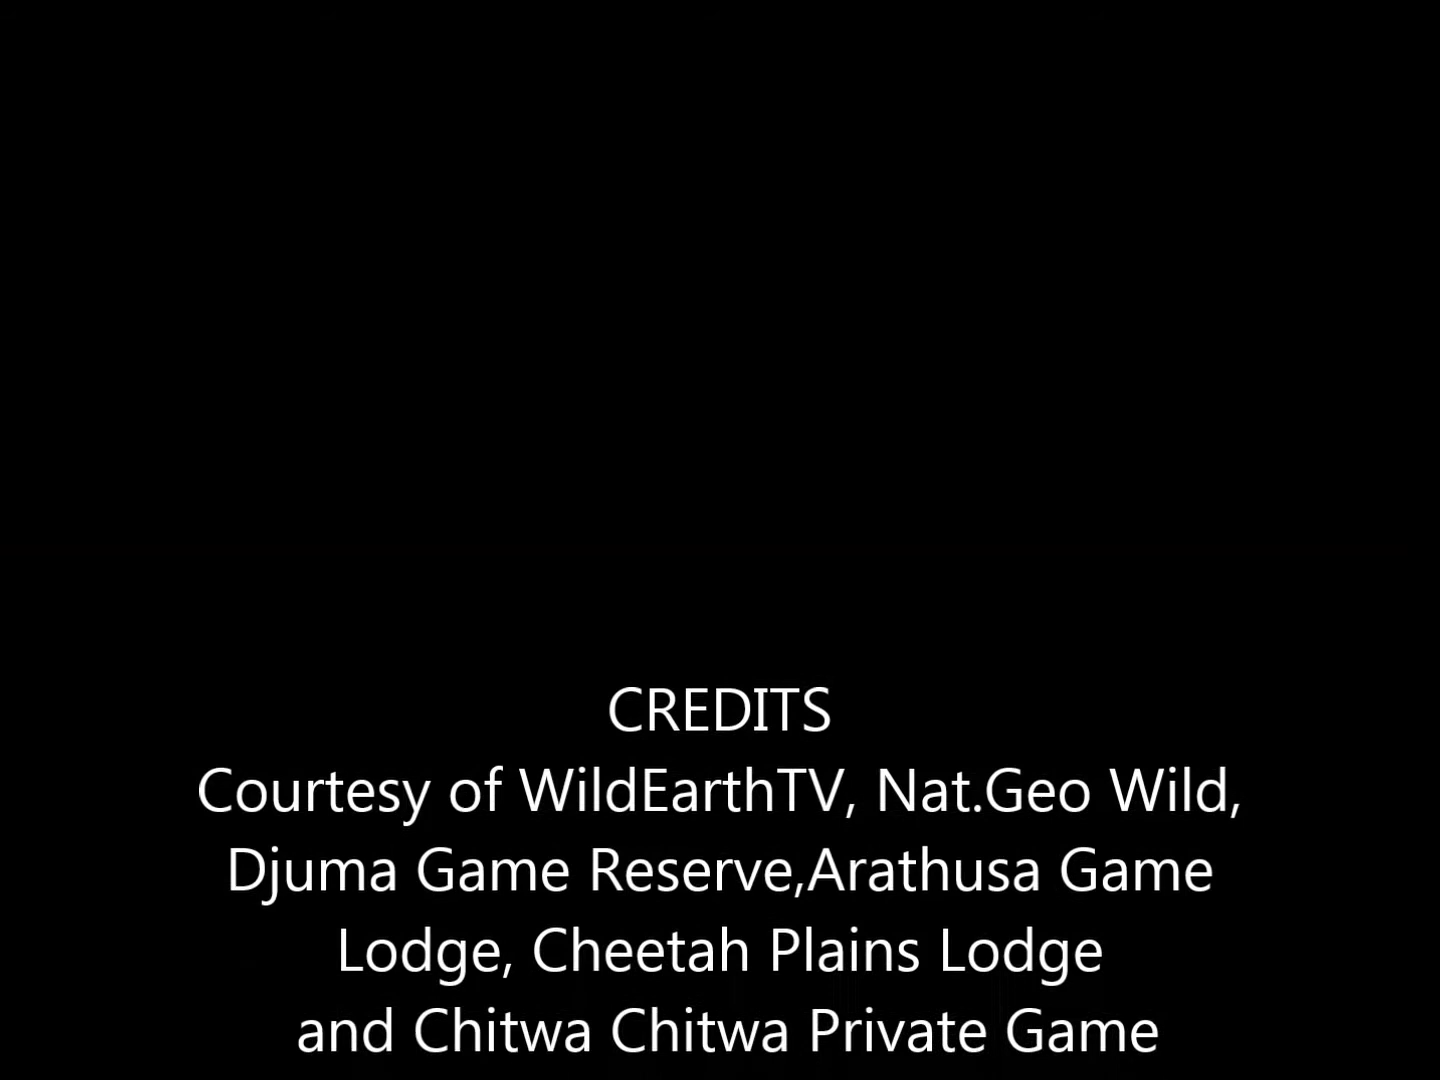 CREDITS
Courtesy of WildEarthTV, Nat.Geo Wild,
Djuma Game Reserve,Arathusa Game
Lodge, Cheetah Plains Lodge
and Chitwa Chitwa Private Game